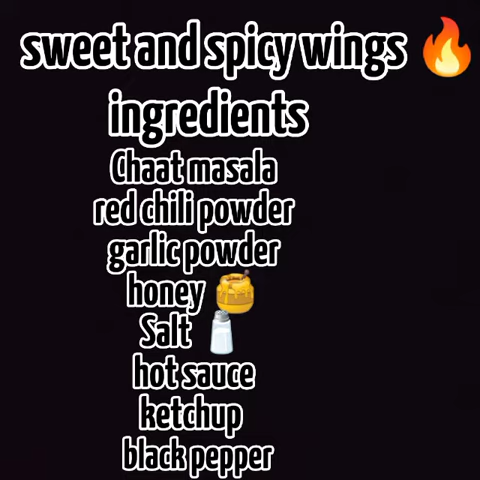 sweet and spicy wings 🔥
ingredients
Chaat masala
red chili powder
garlic powder
honey 🍯
Salt 🧂
hot sauce
ketchup
black pepper